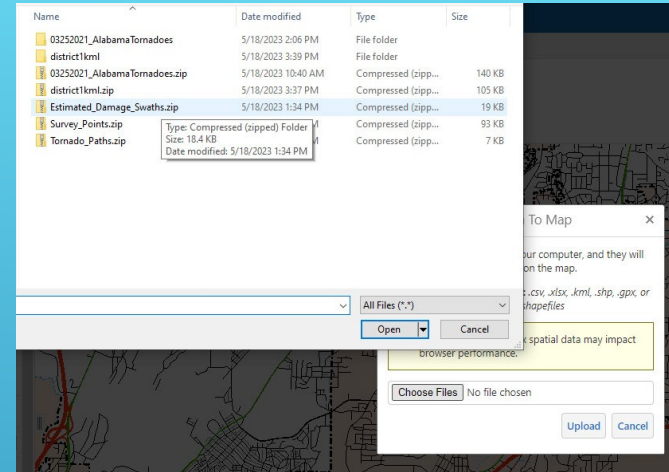 Name Date modified Type Size
03252021_AlabamaTornadoes 5/18/2023 2:06 PM File folder
district1kml 5/18/2023 3:39 PM File folder
03252021_AlabamaTornadoes.zip 5/18/2023 10:40 AM Compressed (zipp... 140 KB
district1kml.zip 5/18/2023 3:37 PM Compressed (zipp... 105 KB
Estimated_Damage_Swaths.zip 5/18/2023 1:34 PM Compressed (zipp... 19 KB
Survey_Points.zip Compressed (zipp... 93 KB
Tornado_Paths.zip Compressed (zipp... 7 KB
Type: Compressed (zipped) Folder
Size: 18.4 KB
Date modified: 5/18/2023 1:34 PM
All Files (*.*)
Open Cancel
To Map ×
your computer, and they will
on the map.
.csv, .xlsx, .kml, .shp, .gpx, or
shapefiles
spatial data may impact
browser performance.
Choose Files No file chosen
Upload Cancel